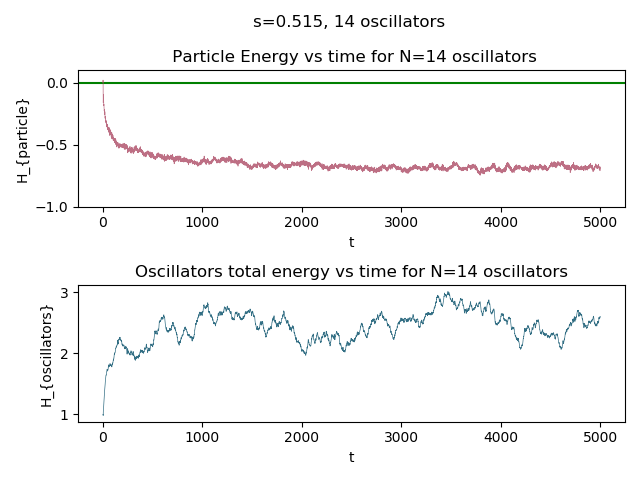 s=0.515, 14 oscillators
Particle Energy vs time for N=14 oscillators
H_{particle}
0.0
−0.5
−1.0
0 1000 2000 3000 4000 5000
t
Oscillators total energy vs time for N=14 oscillators
H_{oscillators}
3
2
1
0 1000 2000 3000 4000 5000
t